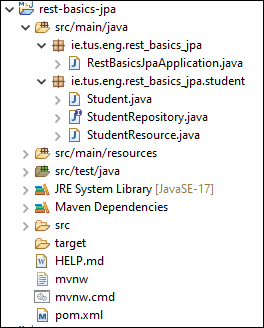 rest-basics-jpa
src/main/java
ie.tus.eng.rest_basics_jpa
RestBasicsJpaApplication.java
ie.tus.eng.rest_basics_jpa.student
Student.java
StudentRepository.java
StudentResource.java
src/main/resources
src/test/java
JRE System Library [JavaSE-17]
Maven Dependencies
src
target
HELP.md
mvnw
mvnw.cmd
pom.xml